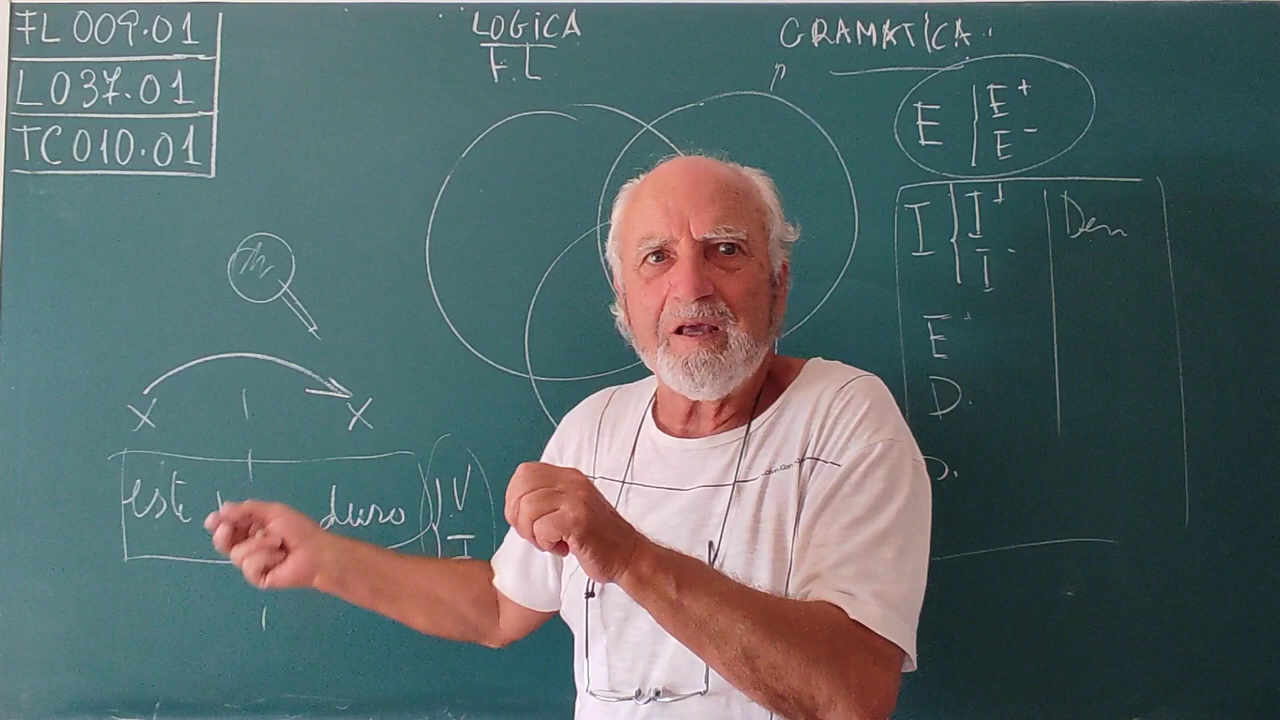 FL 009.01
L 037.01
TC 010.01
LOGICA
F.L
GRAMATICA
E
E+
E-
I
I+
I-
Den
E
D.
D.
X
X
este
duro
V
I